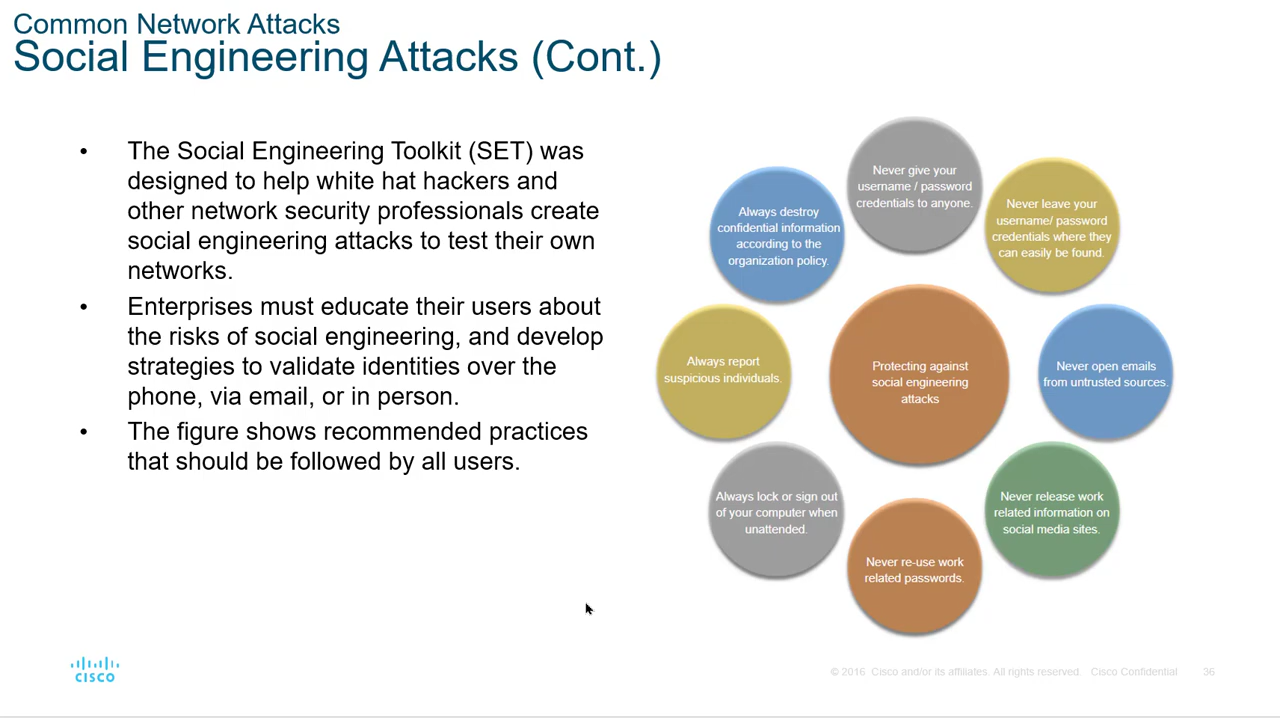 Common Network Attacks
Social Engineering Attacks (Cont.)
• The Social Engineering Toolkit (SET) was
designed to help white hat hackers and
other network security professionals create
social engineering attacks to test their own
networks.
• Enterprises must educate their users about
the risks of social engineering, and develop
strategies to validate identities over the
phone, via email, or in person.
• The figure shows recommended practices
that should be followed by all users.
Never give your
username / password
credentials to anyone.
Never leave your
username/ password
credentials where they
can easily be found.
Never open emails
from untrusted sources.
Never release work
related information on
social media sites.
Never re-use work
related passwords.
Always lock or sign out
of your computer when
unattended.
Always report
suspicious individuals.
Always destroy
confidential information
according to the
organization policy.
Protecting against
social engineering
attacks
CISCO
© 2016 Cisco and/or its affiliates. All rights reserved. Cisco Confidential 36